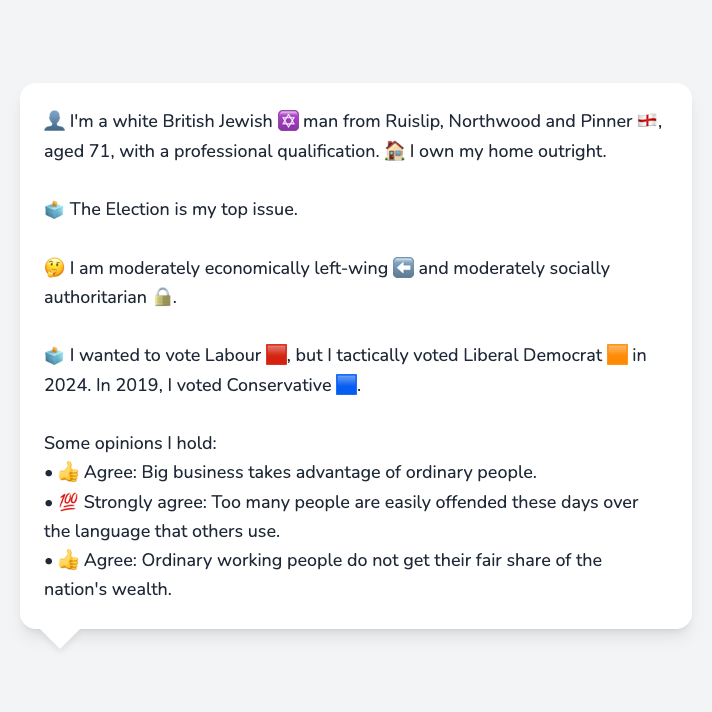 👤 I'm a white British Jewish ✡️ man from Ruislip, Northwood and Pinner 🏴󠁧󠁢󠁥󠁮󠁧󠁿,
aged 71, with a professional qualification. 🏠 I own my home outright.
🗳️ The Election is my top issue.
🤔 I am moderately economically left-wing ⬅️ and moderately socially
authoritarian 🔒.
🗳️ I wanted to vote Labour 🟥, but I tactically voted Liberal Democrat 🟧 in
2024. In 2019, I voted Conservative 🟦.
Some opinions I hold:
• 👍 Agree: Big business takes advantage of ordinary people.
• 💯 Strongly agree: Too many people are easily offended these days over
the language that others use.
• 👍 Agree: Ordinary working people do not get their fair share of the
nation's wealth.